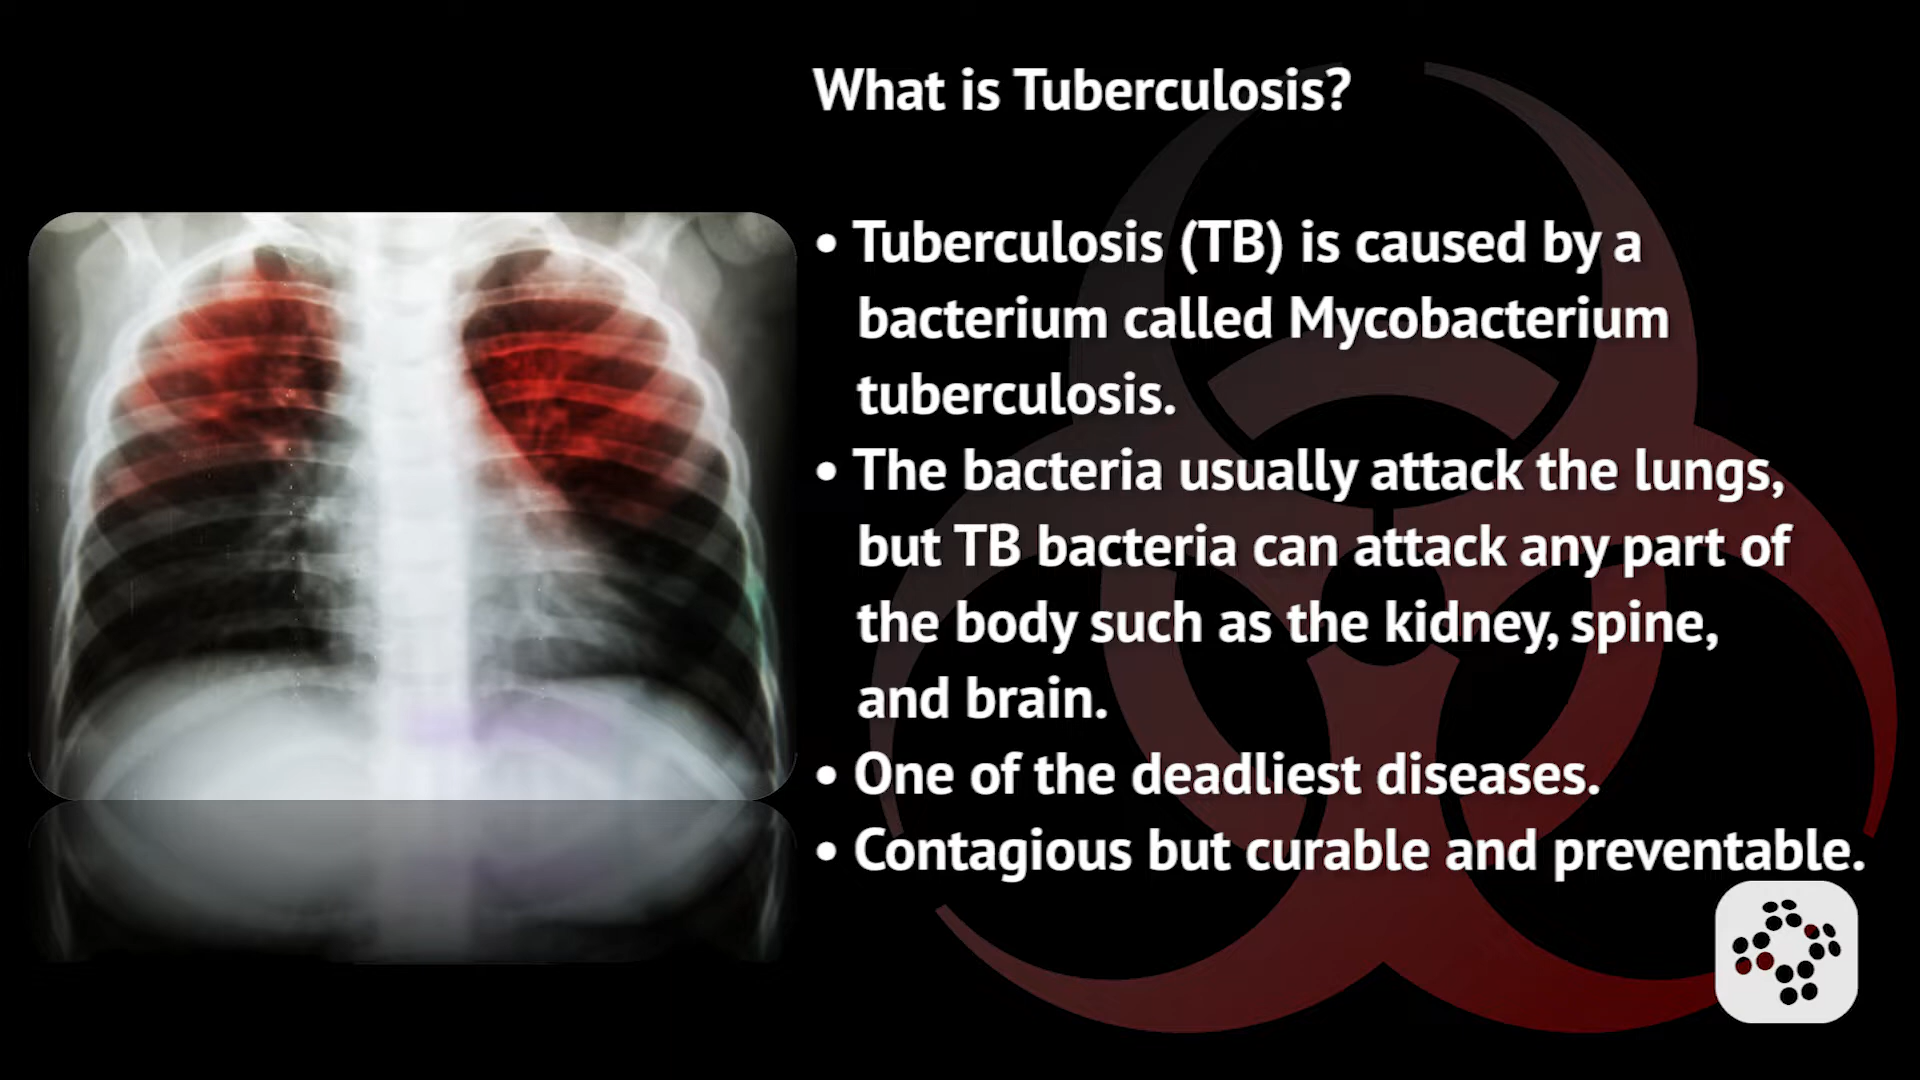 What is Tuberculosis?
• Tuberculosis (TB) is caused by a
bacterium called Mycobacterium
tuberculosis.
• The bacteria usually attack the lungs,
but TB bacteria can attack any part of
the body such as the kidney, spine,
and brain.
• One of the deadliest diseases.
• Contagious but curable and preventable.